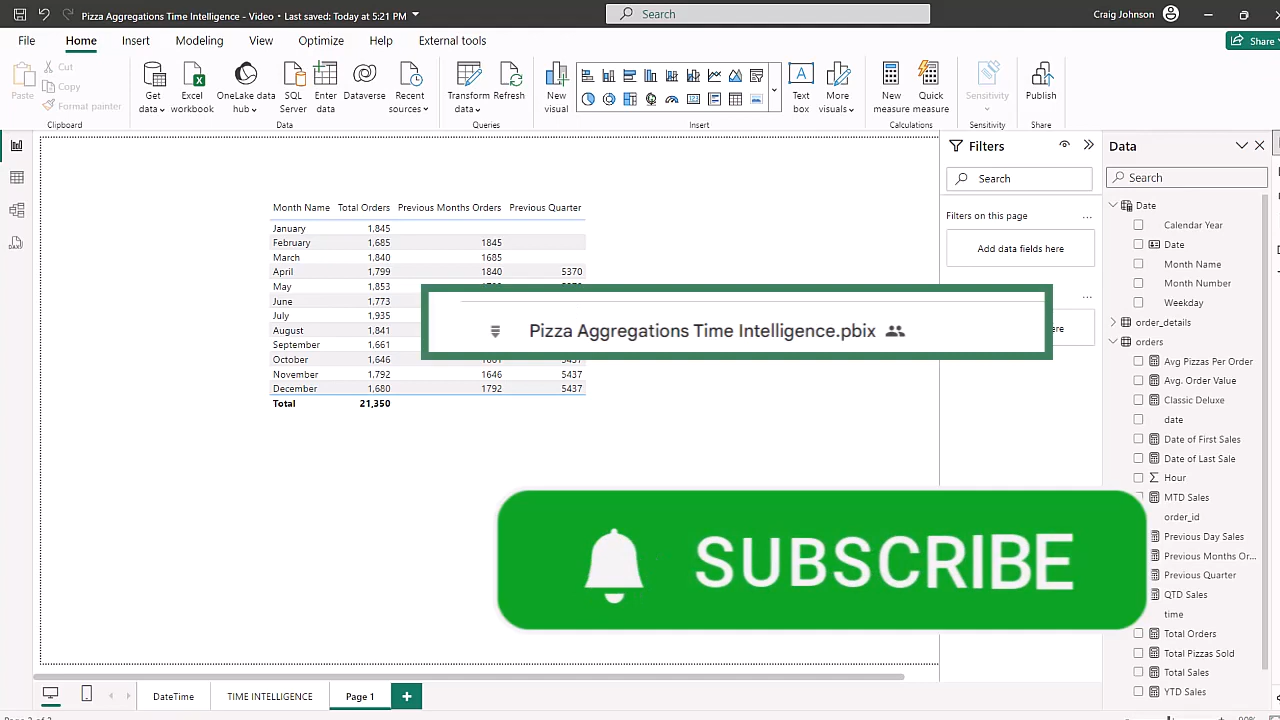 Pizza Aggregations Time Intelligence - Video • Last saved: Today at 5:21 PM
Search
Craig Johnson
File Home Insert Modeling View Optimize Help External tools
Share
Paste
Cut
Copy
Format painter
Clipboard
Get data
Excel workbook
OneLake data hub
SQL Server
Enter data
Dataverse
Recent sources
Data
Transform data
Refresh
Queries
New visual
Text box
More visuals
Insert
New measure
Quick measure
Calculations
Sensitivity
Sensitivity
Publish
Share
Month Name Total Orders Previous Months Orders Previous Quarter
January 1,845
February 1,685 1845
March 1,840 1685
April 1,799 1840 5370
May 1,853
June 1,773
July 1,935
August 1,841
September 1,661
October 1,646
November 1,792 1646 5437
December 1,680 1792 5437
Total 21,350
Pizza Aggregations Time Intelligence.pbix
SUBSCRIBE
Filters
Search
Filters on this page
...
Add data fields here
...
Data
Search
Date
Calendar Year
Date
Month Name
Month Number
Weekday
order_details
orders
Avg Pizzas Per Order
Avg. Order Value
Classic Deluxe
date
Date of First Sales
Date of Last Sale
Hour
MTD Sales
order_id
Previous Day Sales
Previous Months Or...
Previous Quarter
QTD Sales
time
Total Orders
Total Pizzas Sold
Total Sales
YTD Sales
DateTime TIME INTELLIGENCE Page 1